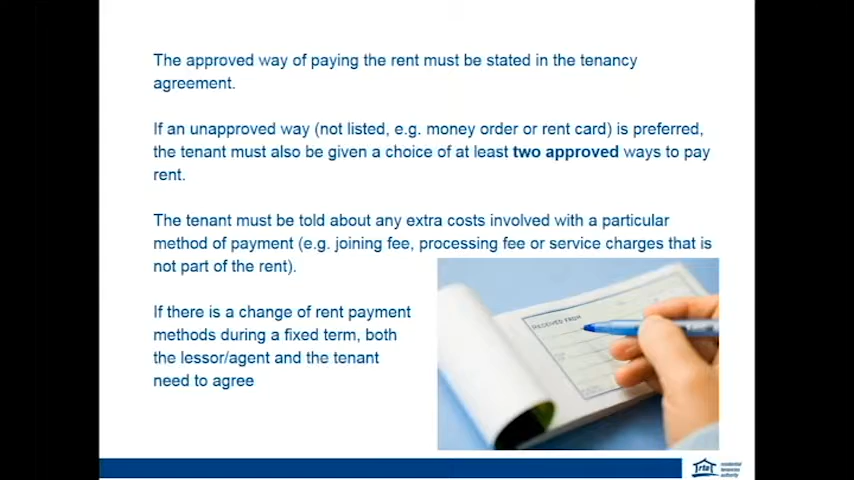 The approved way of paying the rent must be stated in the tenancy
agreement.
If an unapproved way (not listed, e.g. money order or rent card) is preferred,
the tenant must also be given a choice of at least two approved ways to pay
rent.
The tenant must be told about any extra costs involved with a particular
method of payment (e.g. joining fee, processing fee or service charges that is
not part of the rent).
If there is a change of rent payment
methods during a fixed term, both
the lessor/agent and the tenant
need to agree
RECEIVED FROM
rta
residential
tenancies
authority